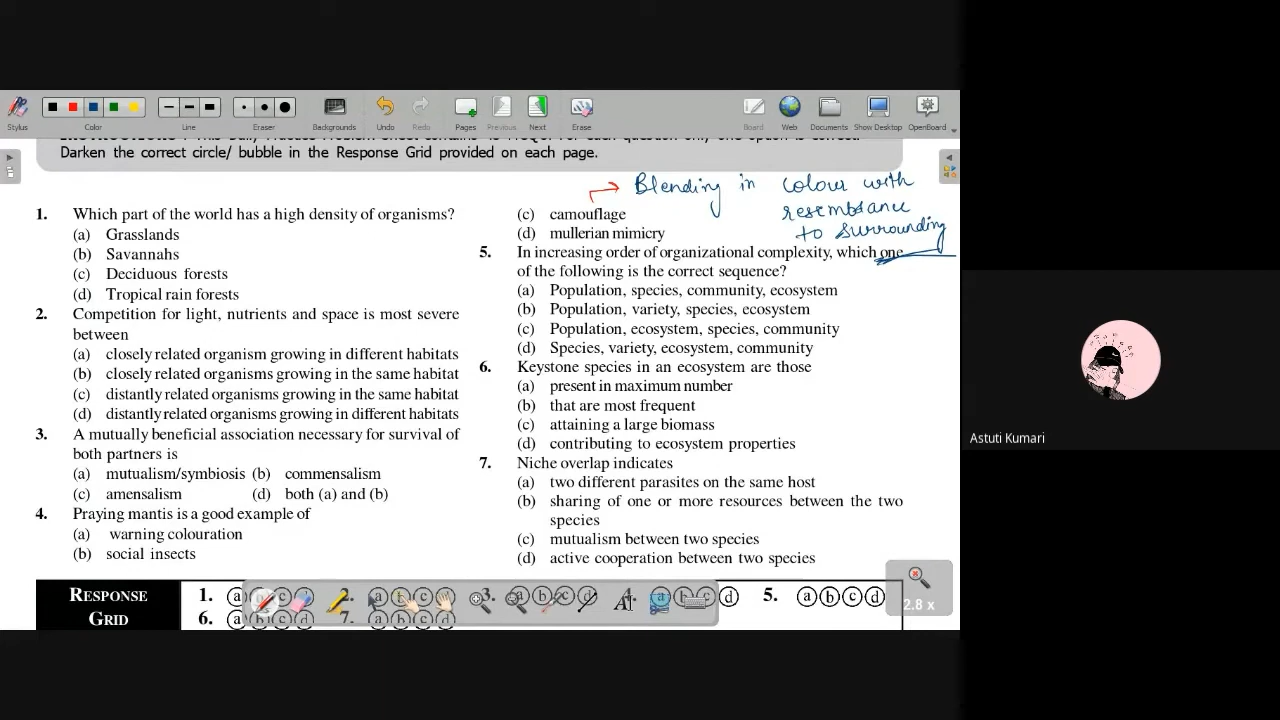 Stylus
Color
Line
Eraser
Backgrounds
Undo
Redo
Pages
Previous
Next
Erase
Board
Web
Documents
Show Desktop
OpenBoard
Darken the correct circle/ bubble in the Response Grid provided on each page.
1. Which part of the world has a high density of organisms?
(a) Grasslands
(b) Savannahs
(c) Deciduous forests
(d) Tropical rain forests
2. Competition for light, nutrients and space is most severe
between
(a) closely related organism growing in different habitats
(b) closely related organisms growing in the same habitat
(c) distantly related organisms growing in the same habitat
(d) distantly related organisms growing in different habitats
3. A mutually beneficial association necessary for survival of
both partners is
(a) mutualism/symbiosis (b) commensalism
(c) amensalism (d) both (a) and (b)
4. Praying mantis is a good example of
(a) warning colouration
(b) social insects
Blending in colour with
resemblance
to surrounding
(c) camouflage
(d) mullerian mimicry
5. In increasing order of organizational complexity, which one
of the following is the correct sequence?
(a) Population, species, community, ecosystem
(b) Population, variety, species, ecosystem
(c) Population, ecosystem, species, community
(d) Species, variety, ecosystem, community
6. Keystone species in an ecosystem are those
(a) present in maximum number
(b) that are most frequent
(c) attaining a large biomass
(d) contributing to ecosystem properties
7. Niche overlap indicates
(a) two different parasites on the same host
(b) sharing of one or more resources between the two
species
(c) mutualism between two species
(d) active cooperation between two species
RESPONSE
GRID
1. a b c d 2. a b c d 3. a b c d 4. a b c d 5. a b c d
6. a b c d 7. a b c d
2.8 x
Astuti Kumari